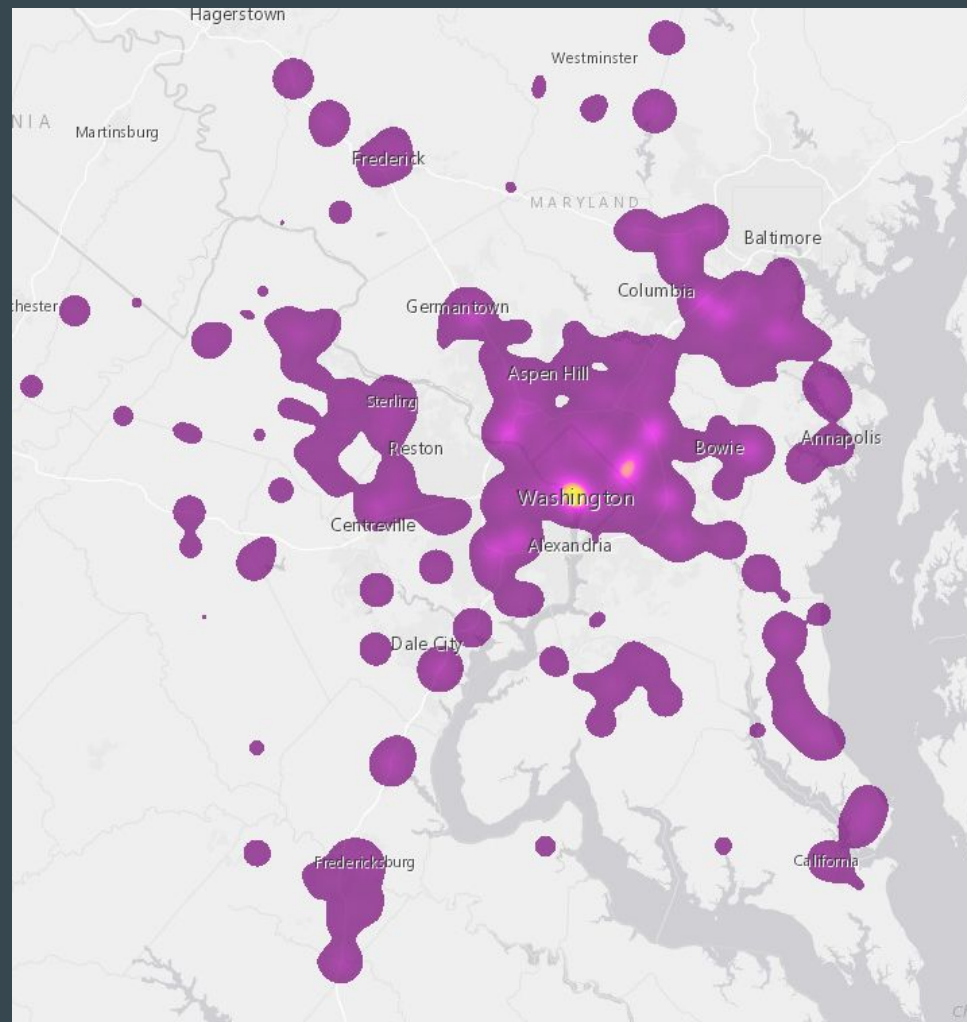 Hagerstown
Westminster
NIA
Martinsburg
Frederick
MARYLAND
Baltimore
Columbia
chester
Germantown
Aspen Hill
Sterling
Reston
Bowie
Annapolis
Washington
Centreville
Alexandria
Dale City
Fredericksburg
California